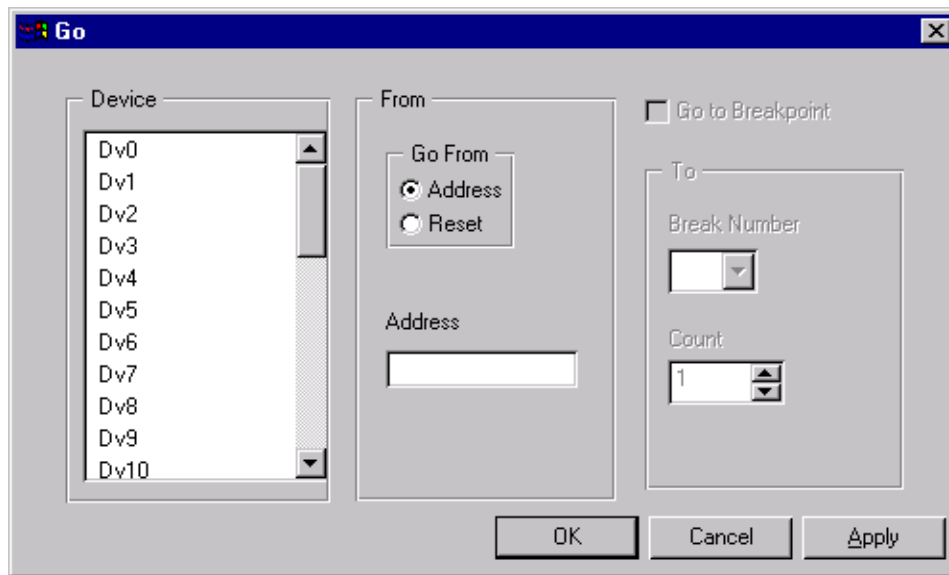 Go
Device
Dv0
Dv1
Dv2
Dv3
Dv4
Dv5
Dv6
Dv7
Dv8
Dv9
Dv10
From
Go From
Address
Reset
Address
Go to Breakpoint
To
Break Number
Count
1
OK
Cancel
Apply